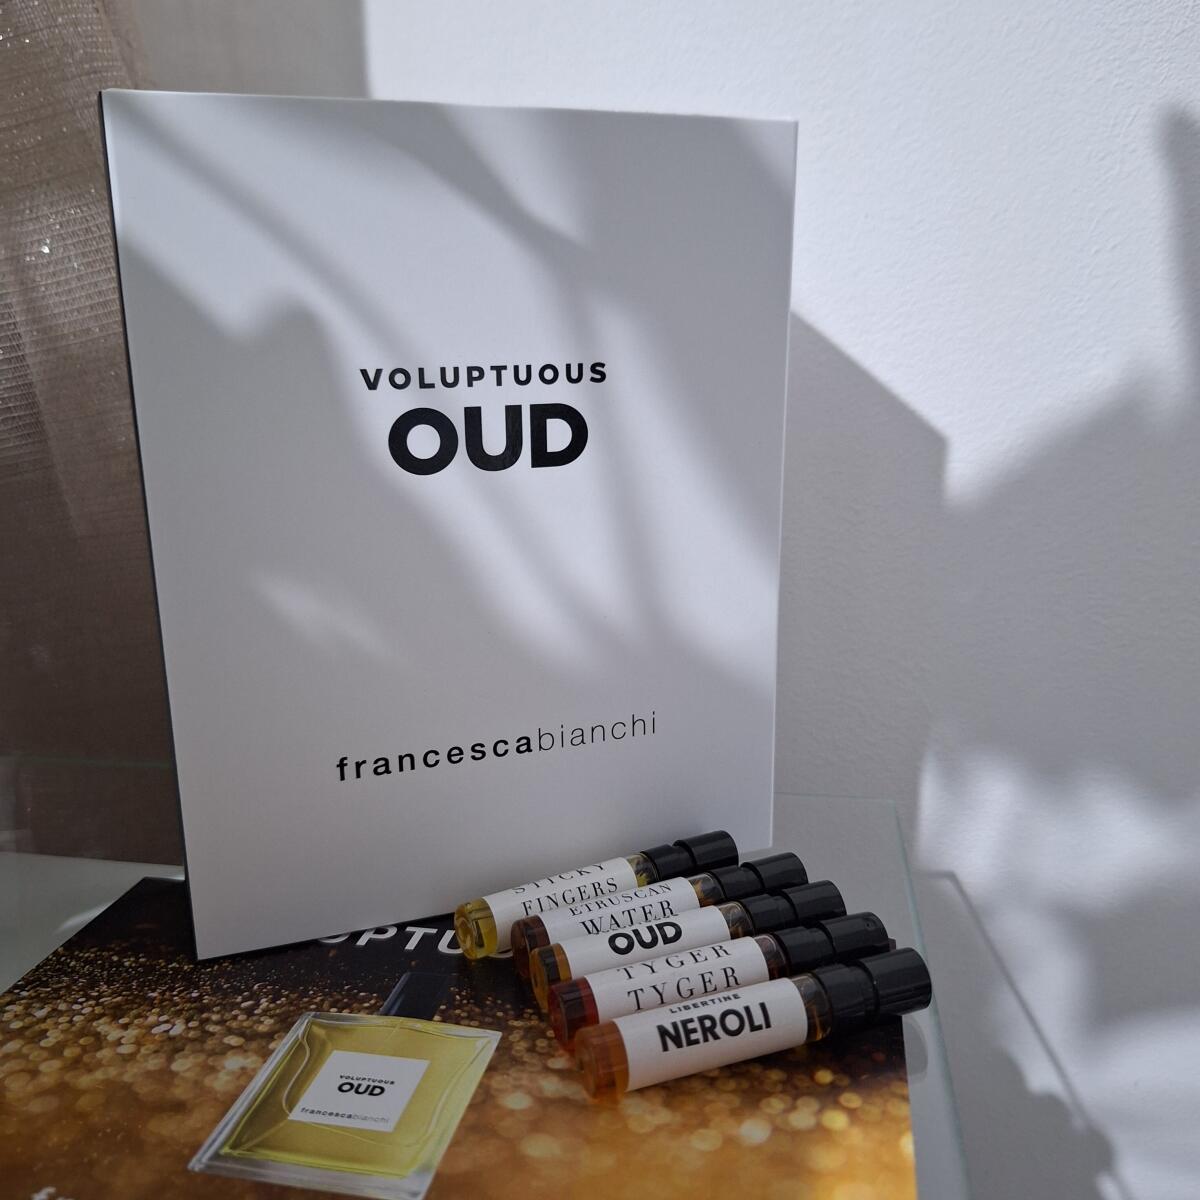 VOLUPTUOUS
OUD
francescabianchi
STICKY
FINGERS
ETRUSCAN
WATER
OUD
TYGER
TYGER
LIBERTINE
NEROLI
VOLUPTUOUS
OUD
francescabianchi